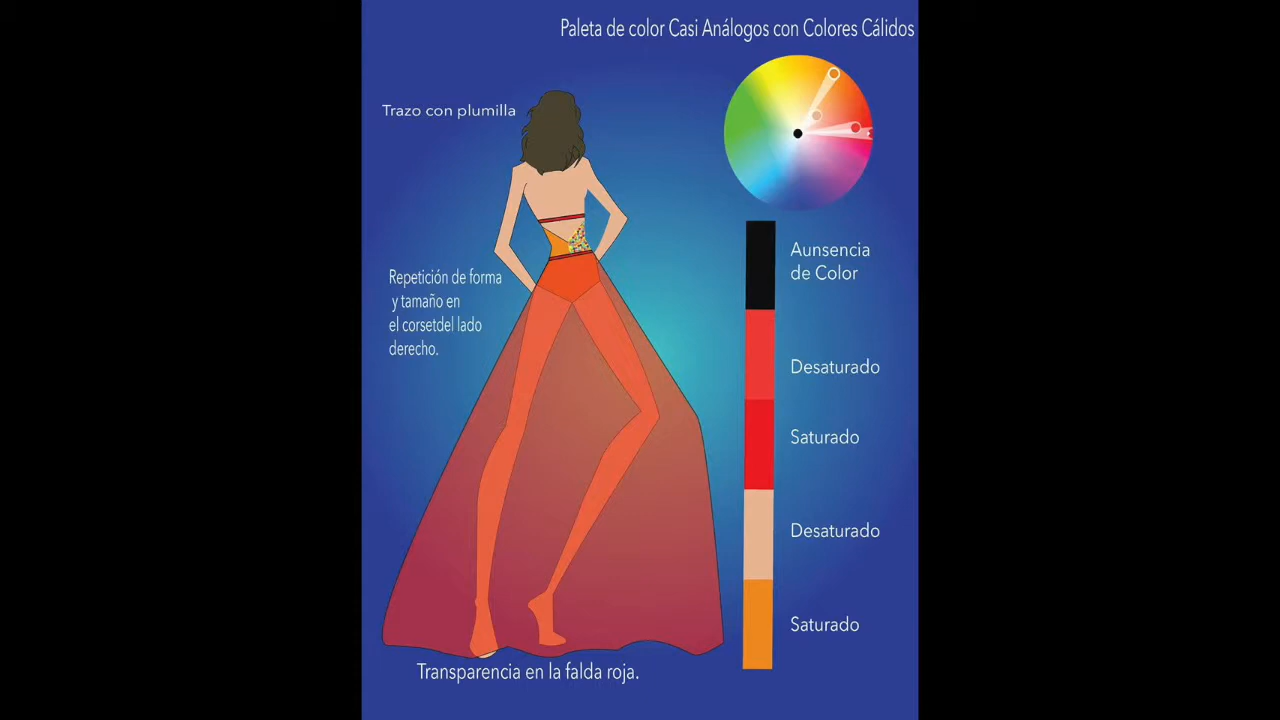 Paleta de color Casi Análogos con Colores Cálidos
Trazo con plumilla
Repetición de forma
y tamaño en
el corsetdel lado
derecho.
Aunsencia
de Color
Desaturado
Saturado
Desaturado
Saturado
Transparencia en la falda roja.